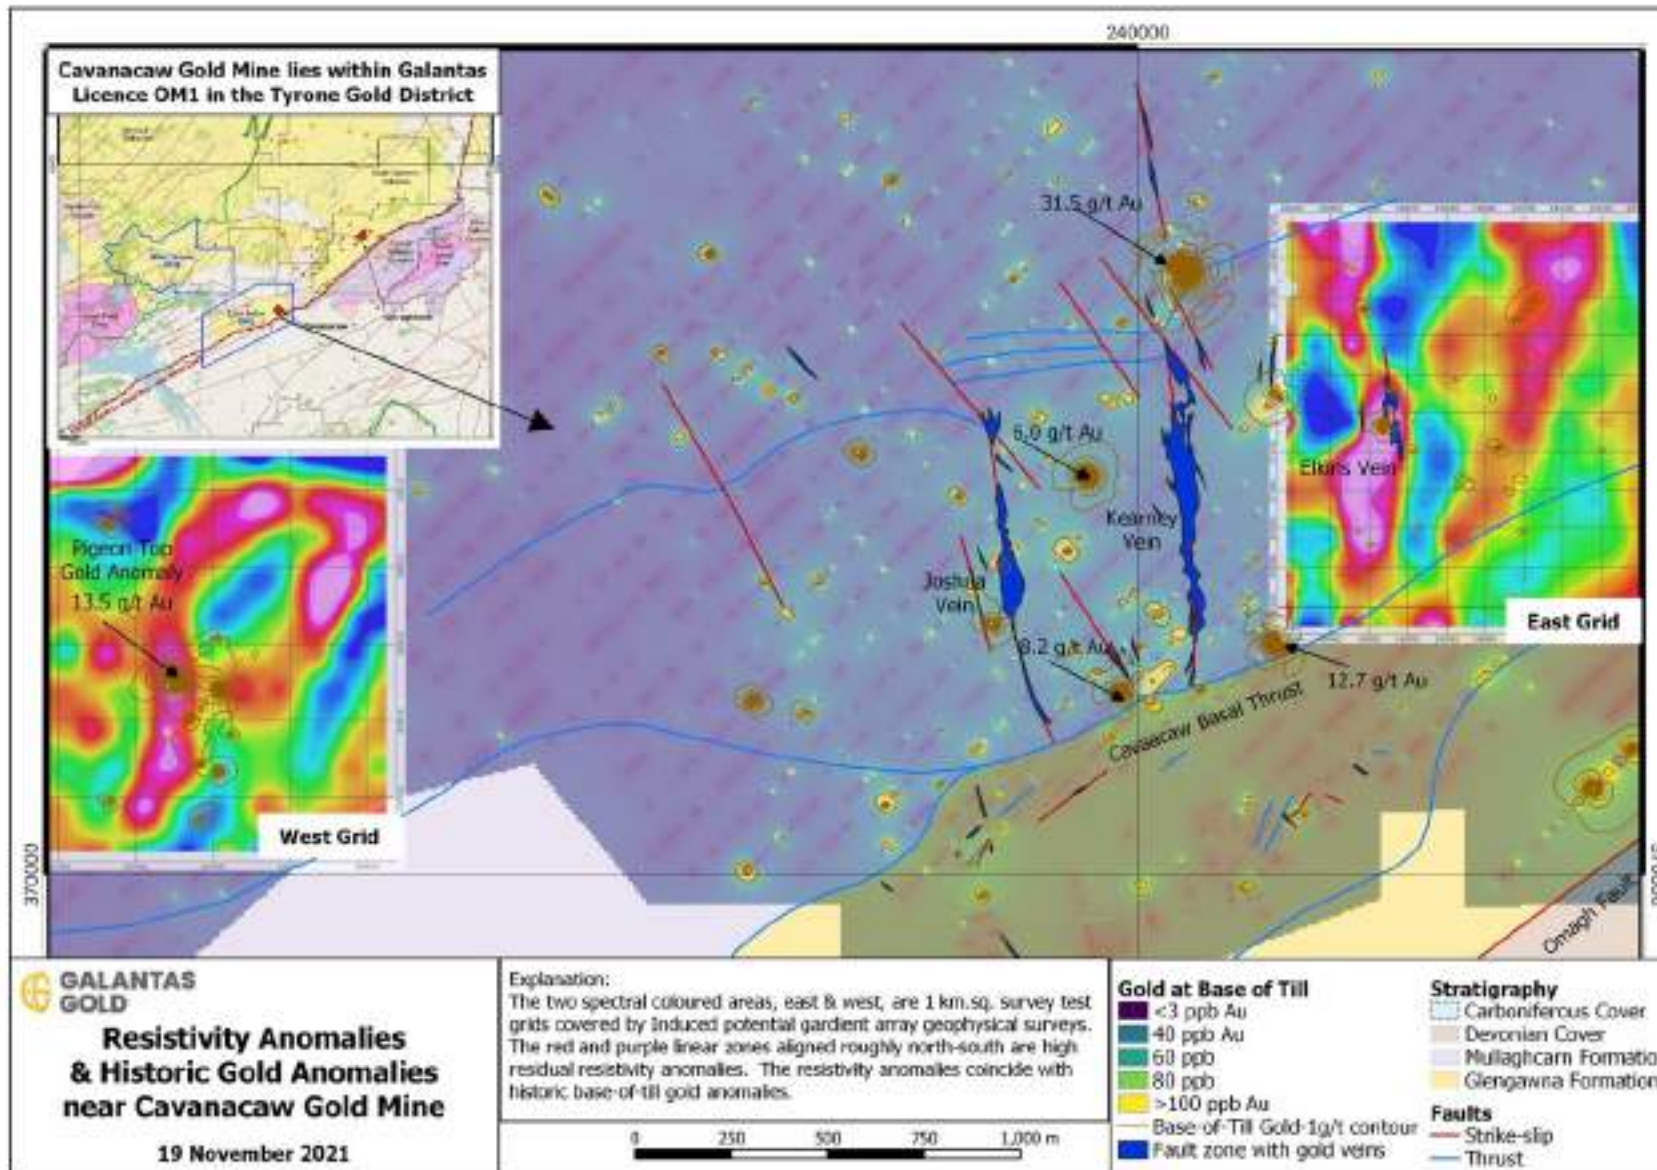 240000
Cavanacaw Gold Mine lies within Galantas
Licence OM1 in the Tyrone Gold District
31.5 g/t Au
6.0 g/t Au
Kearney
Vein
Joshua
Vein
8.2 g/t Au
12.7 g/t Au
Cavaecaw Basal Thrust
Elkins Vein
East Grid
Pigeon Top
Gold Anomaly
13.5 g/t Au
West Grid
370000
Omagh Fault
GALANTAS
GOLD
Resistivity Anomalies
& Historic Gold Anomalies
near Cavanacaw Gold Mine
19 November 2021
Explanation:
The two spectral coloured areas, east & west, are 1 km.sq. survey test
grids covered by Induced potential gardient array geophysical surveys.
The red and purple linear zones aligned roughly north-south are high
residual resistivity anomalies. The resistivity anomalies coincide with
historic base-of-till gold anomalies.
0 250 500 750 1,000 m
Gold at Base of Till
<3 ppb Au
40 ppb Au
60 ppb
80 ppb
>100 ppb Au
Base-of-Till Gold-1g/t contour
Fault zone with gold veins
Stratigraphy
Carboniferous Cover
Devonian Cover
Mullaghcarn Formatio
Glengawna Formation
Faults
Strike-slip
Thrust